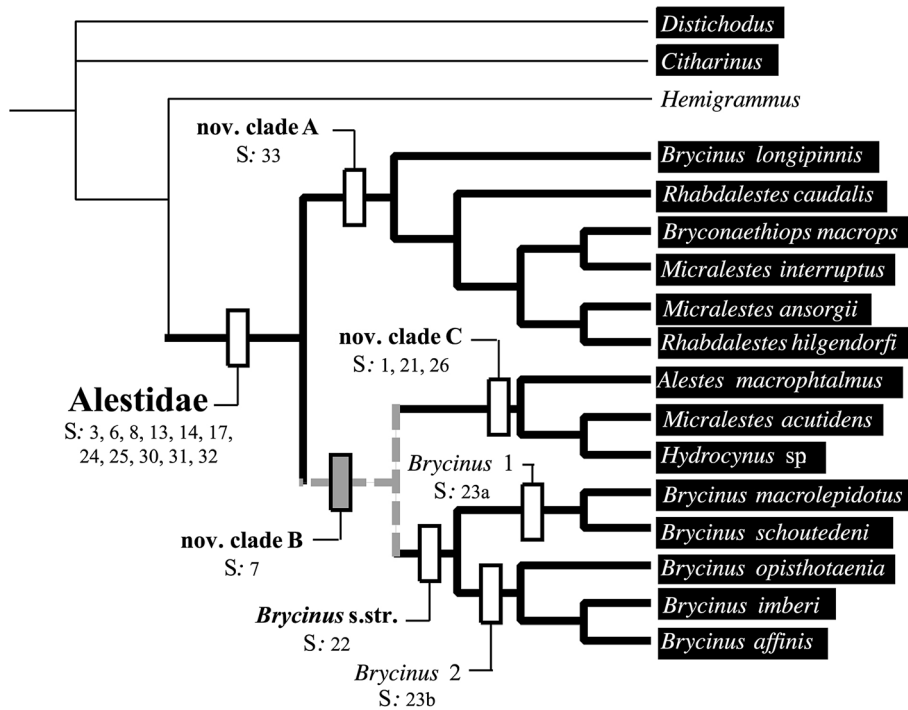 Distichodus
Citharinus
Hemigrammus
nov. clade A
S: 33
Brycinus longipinnis
Rhabdalestes caudalis
Bryconaethiops macrops
Micralestes interruptus
Micralestes ansorgii
Rhabdalestes hilgendorfi
nov. clade C
S: 1, 21, 26
Alestidae
S: 3, 6, 8, 13, 14, 17,
24, 25, 30, 31, 32
Alestes macrophtalmus
Micralestes acutidens
Hydrocynus sp
Brycinus 1
S: 23a
Brycinus macrolepidotus
Brycinus schoutedeni
nov. clade B
S: 7
Brycinus opisthotaenia
Brycinus imberi
Brycinus affinis
Brycinus s.str.
S: 22
Brycinus 2
S: 23b